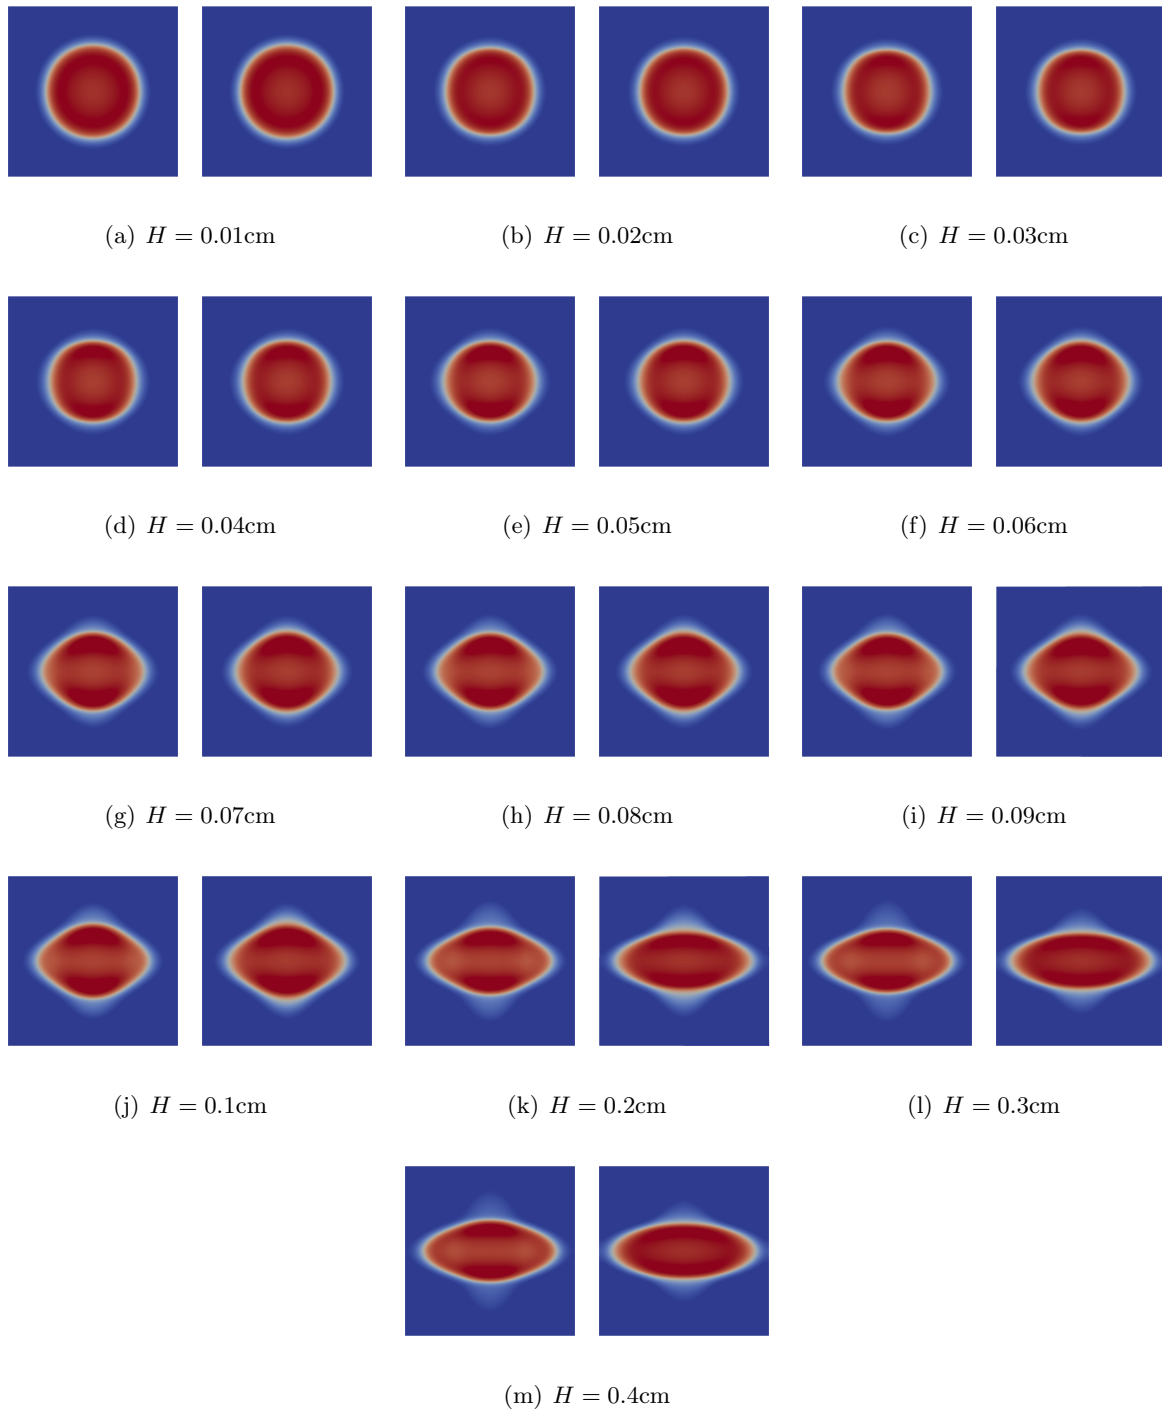 (a) H = 0.01cm
(b) H = 0.02cm
(c) H = 0.03cm
(d) H = 0.04cm
(e) H = 0.05cm
(f) H = 0.06cm
(g) H = 0.07cm
(h) H = 0.08cm
(i) H = 0.09cm
(j) H = 0.1cm
(k) H = 0.2cm
(l) H = 0.3cm
(m) H = 0.4cm